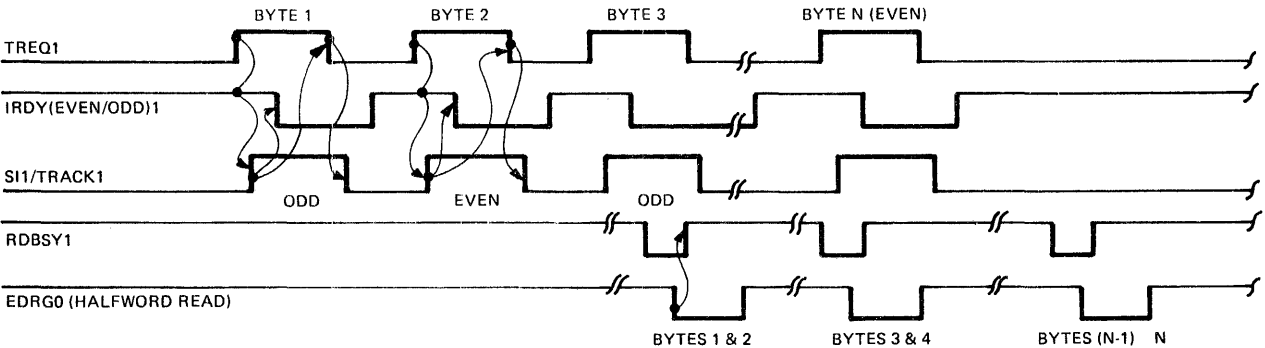 BYTE 1 BYTE 2 BYTE 3 BYTE N (EVEN)
TREQ1
IRDY(EVEN/ODD)1
SI1/TRACK1
ODD EVEN ODD
RDBSY1
EDRG0 (HALFWORD READ)
BYTES 1 & 2 BYTES 3 & 4 BYTES (N-1) N